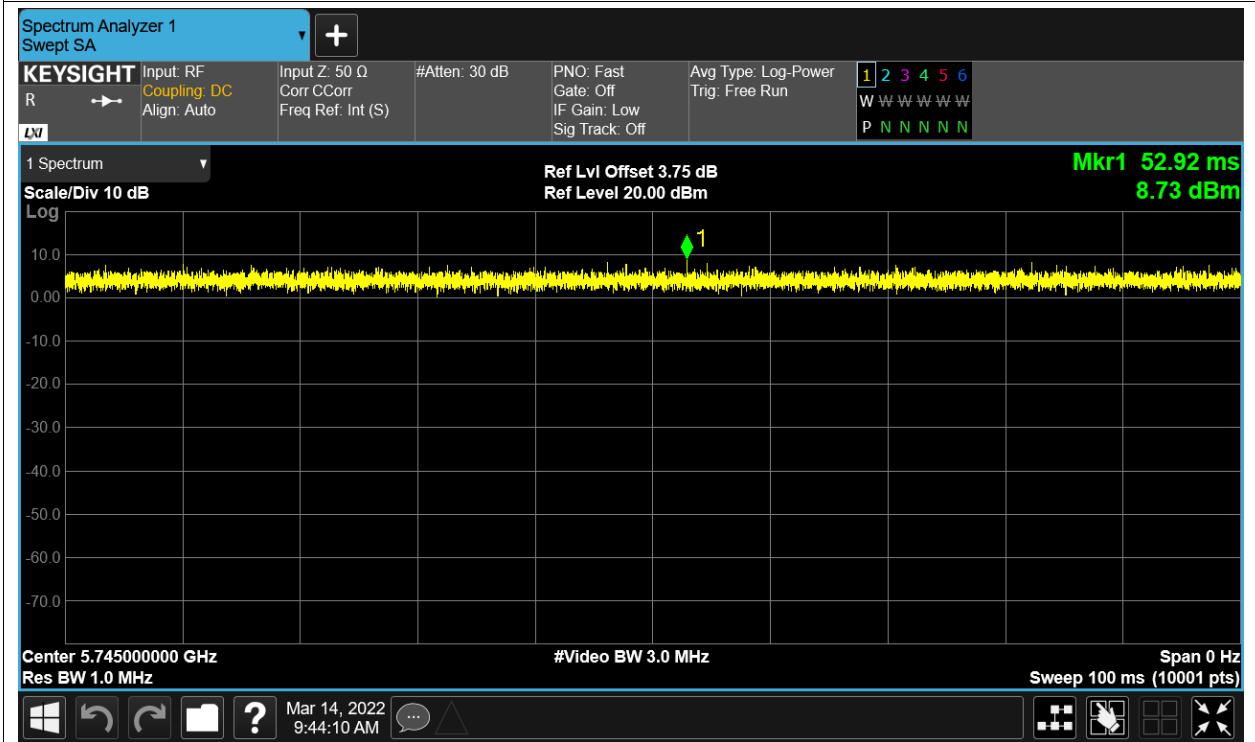 Spectrum Analyzer 1
Swept SA
KEYSIGHT Input: RF Input Z: 50 Ω #Atten: 30 dB PNO: Fast Avg Type: Log-Power 1 2 3 4 5 6
R Coupling: DC Corr CCorr Gate: Off Trig: Free Run W W W W W W
Align: Auto Freq Ref: Int (S) IF Gain: Low
LXI Sig Track: Off P N N N N N
1 Spectrum Ref Lvl Offset 3.75 dB Mkr1 52.92 ms
Scale/Div 10 dB Ref Level 20.00 dBm 8.73 dBm
Log
1
10.0
0.00
-10.0
-20.0
-30.0
-40.0
-50.0
-60.0
-70.0
Center 5.745000000 GHz #Video BW 3.0 MHz Span 0 Hz
Res BW 1.0 MHz Sweep 100 ms (10001 pts)
? Mar 14, 2022
9:44:10 AM